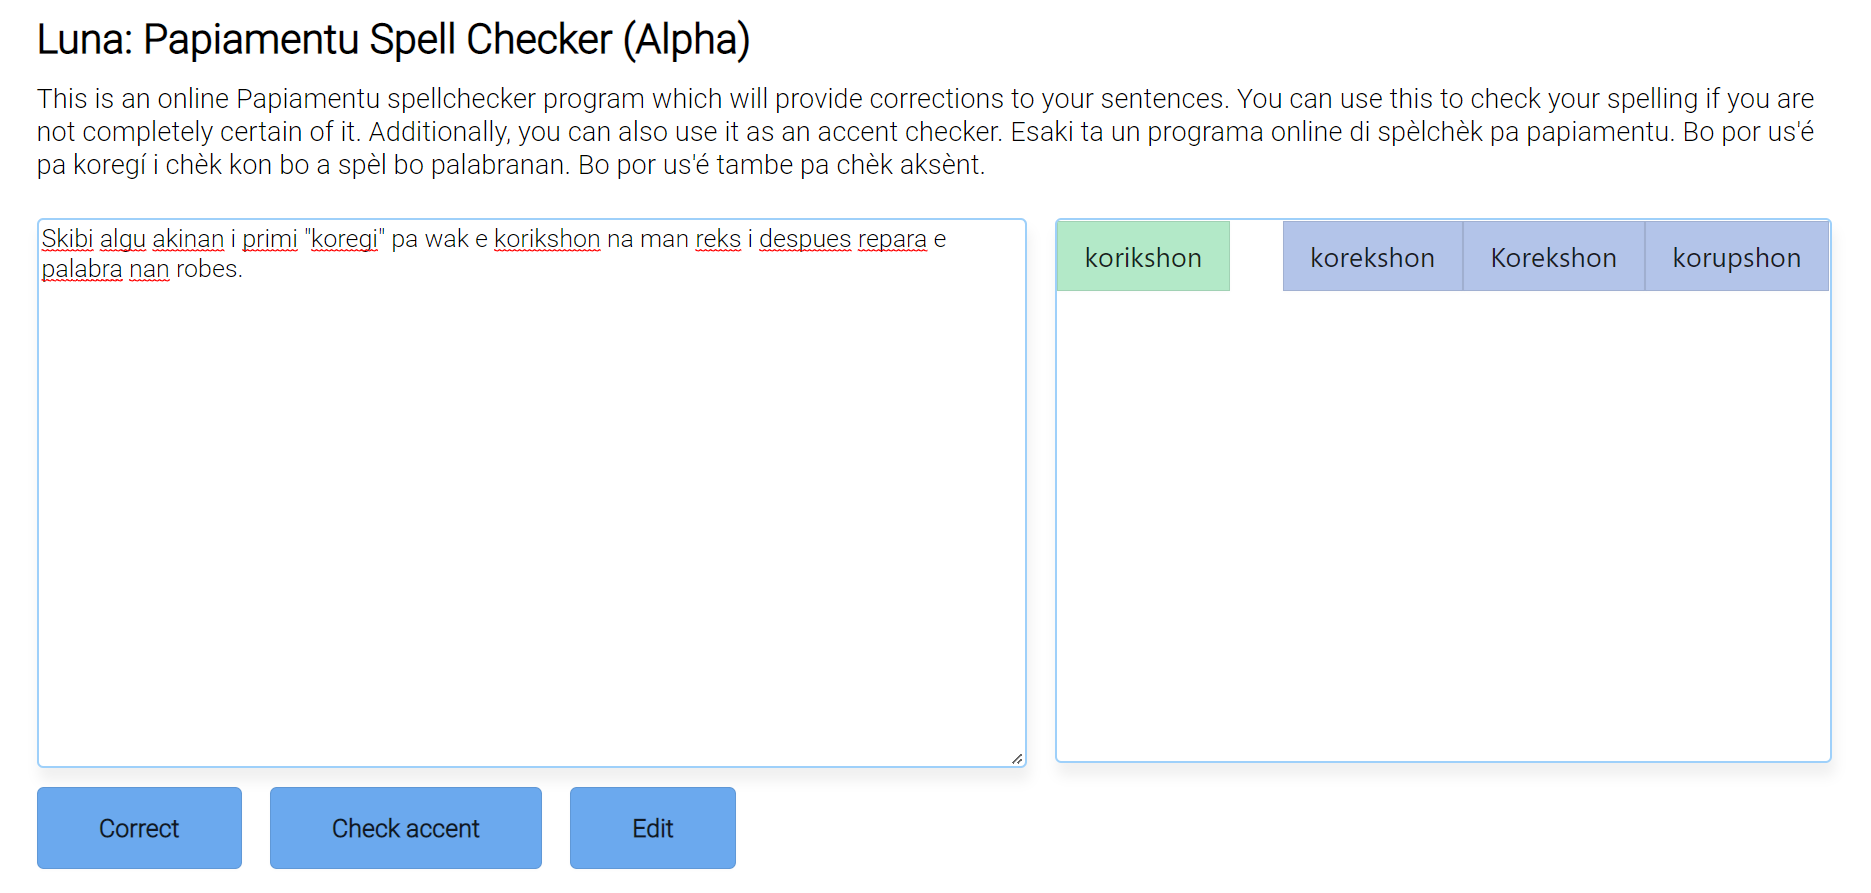 Luna: Papiamentu Spell Checker (Alpha)
This is an online Papiamentu spellchecker program which will provide corrections to your sentences. You can use this to check your spelling if you are
not completely certain of it. Additionally, you can also use it as an accent checker. Esaki ta un programa online di spèlchèk pa papiamentu. Bo por us'é
pa koregí i chèk kon bo a spèl bo palabranan. Bo por us'é tambe pa chèk aksènt.
Skibi algu akinan i primi "koregi" pa wak e korikshon na man reks i despues repara e
palabra nan robes.
korikshon korekshon Korekshon korupshon
Correct Check accent Edit